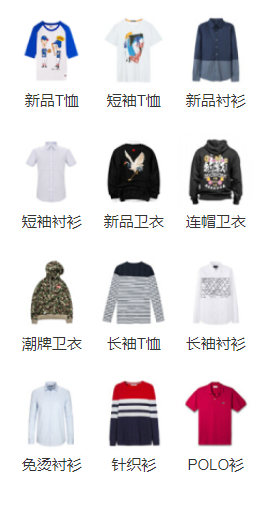 新品T恤 短袖T恤 新品衬衫
短袖衬衫 新品卫衣 连帽卫衣
潮牌卫衣 长袖T恤 长袖衬衫
免烫衬衫 针织衫 POLO衫